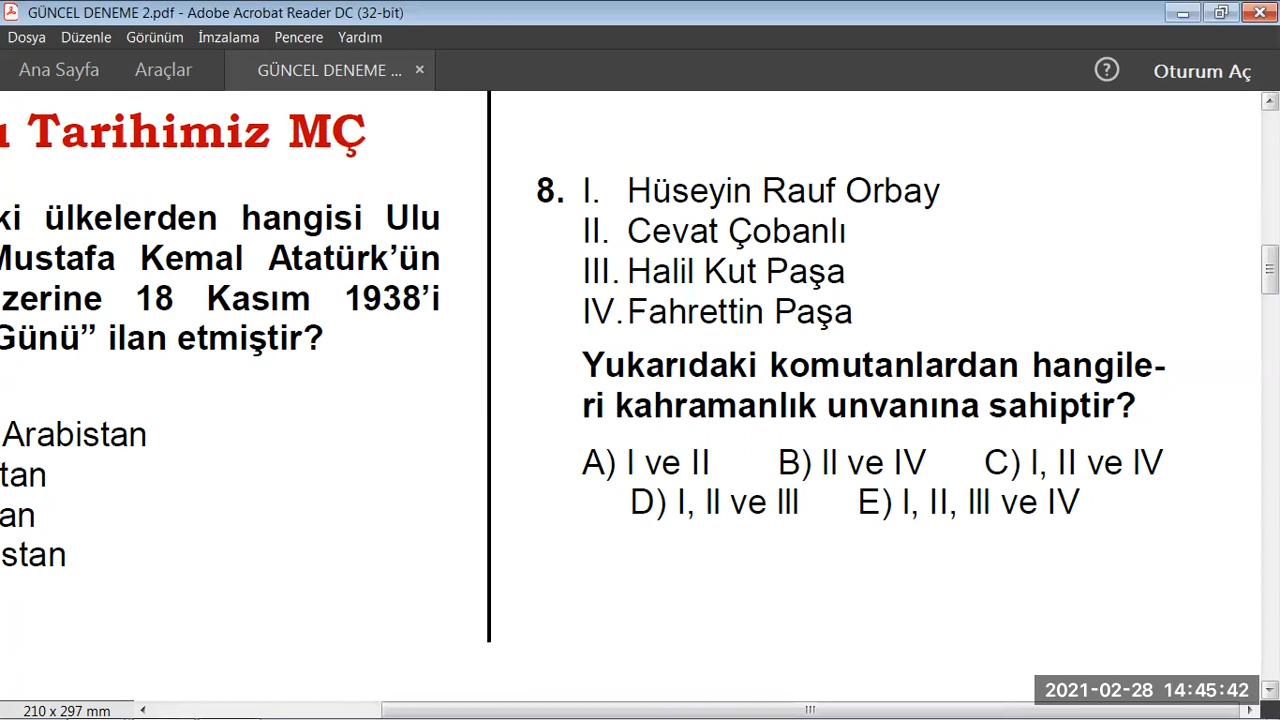 GÜNCEL DENEME 2.pdf - Adobe Acrobat Reader DC (32-bit)
Dosya Düzenle Görünüm İmzalama Pencere Yardım
Ana Sayfa Araçlar GÜNCEL DENEME ... × ? Oturum Aç
ı Tarihimiz MÇ
ki ülkelerden hangisi Ulu
Mustafa Kemal Atatürk’ün
zerine 18 Kasım 1938’i
Günü” ilan etmiştir?
Arabistan
tan
an
stan
8. I. Hüseyin Rauf Orbay
II. Cevat Çobanlı
III. Halil Kut Paşa
IV. Fahrettin Paşa
Yukarıdaki komutanlardan hangile-
ri kahramanlık unvanına sahiptir?
A) I ve II B) II ve IV C) I, II ve IV
D) I, II ve III E) I, II, III ve IV
2021-02-28 14:45:42
210 x 297 mm